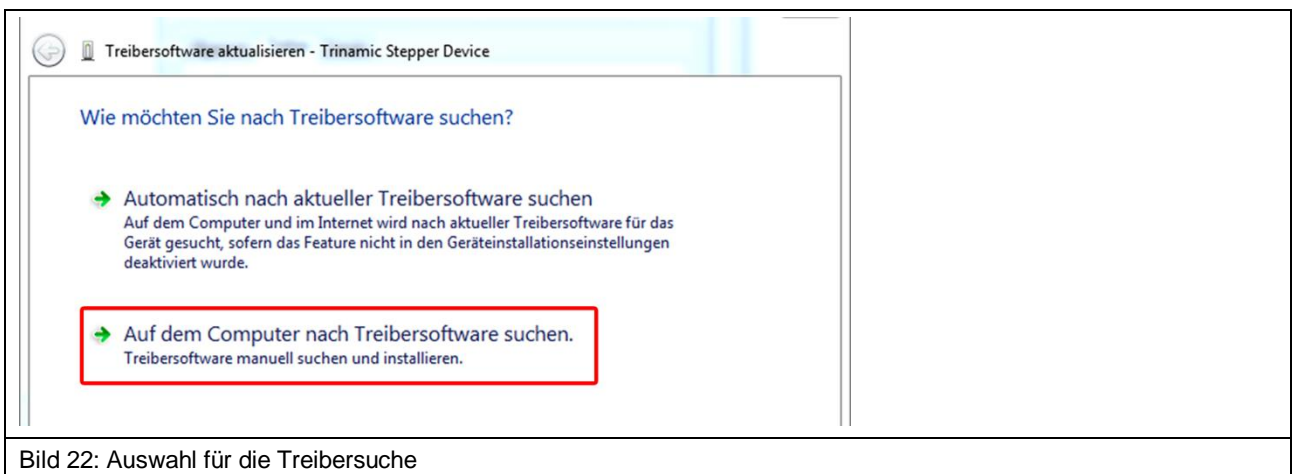 Treibersoftware aktualisieren - Trinamic Stepper Device
Wie möchten Sie nach Treibersoftware suchen?
Automatisch nach aktueller Treibersoftware suchen
Auf dem Computer und im Internet wird nach aktueller Treibersoftware für das
Gerät gesucht, sofern das Feature nicht in den Geräteinstallationseinstellungen
deaktiviert wurde.
Auf dem Computer nach Treibersoftware suchen.
Treibersoftware manuell suchen und installieren.
Bild 22: Auswahl für die Treibersuche